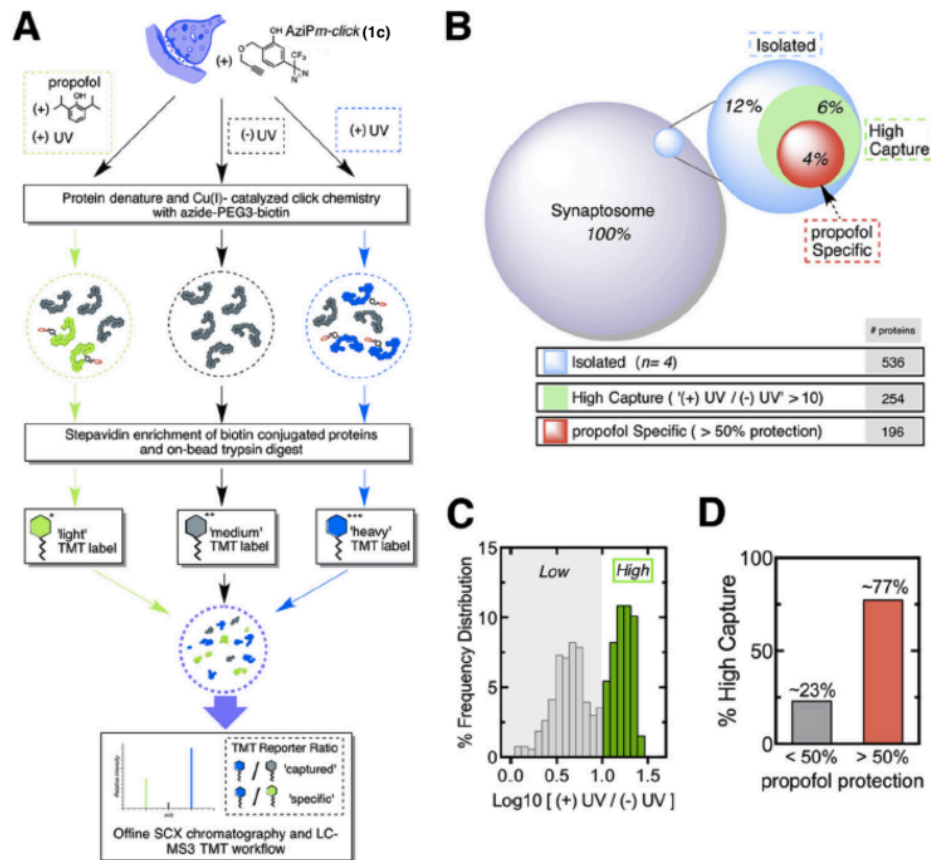 A
OH AziPm-click (1c)
(+)
O
CF3
N
N
propofol
OH
(+)
(+) UV
(-) UV
(+) UV
Protein denature and Cu(I)- catalyzed click chemistry
with azide-PEG3-biotin
Stepavidin enrichment of biotin conjugated proteins
and on-bead trypsin digest
* 'light'
TMT label
** 'medium'
TMT label
*** 'heavy'
TMT label
Relative Intensity
m/z
TMT Reporter Ratio
/ 'captured'
/ 'specific'
Offine SCX chromatography and LC-
MS3 TMT workflow
B
Isolated
12%
6%
High
Capture
4%
propofol
Specific
Synaptosome
100%
# proteins
Isolated (n= 4) 536
High Capture ( '(+) UV / (-) UV' > 10) 254
propofol Specific ( > 50% protection) 196
C
% Frequency Distribution
15
10
5
0
Low
High
0.0 0.5 1.0 1.5
Log10 [ (+) UV / (-) UV ]
D
% High Capture
100
75
50
25
0
~23%
~77%
< 50% > 50%
propofol protection